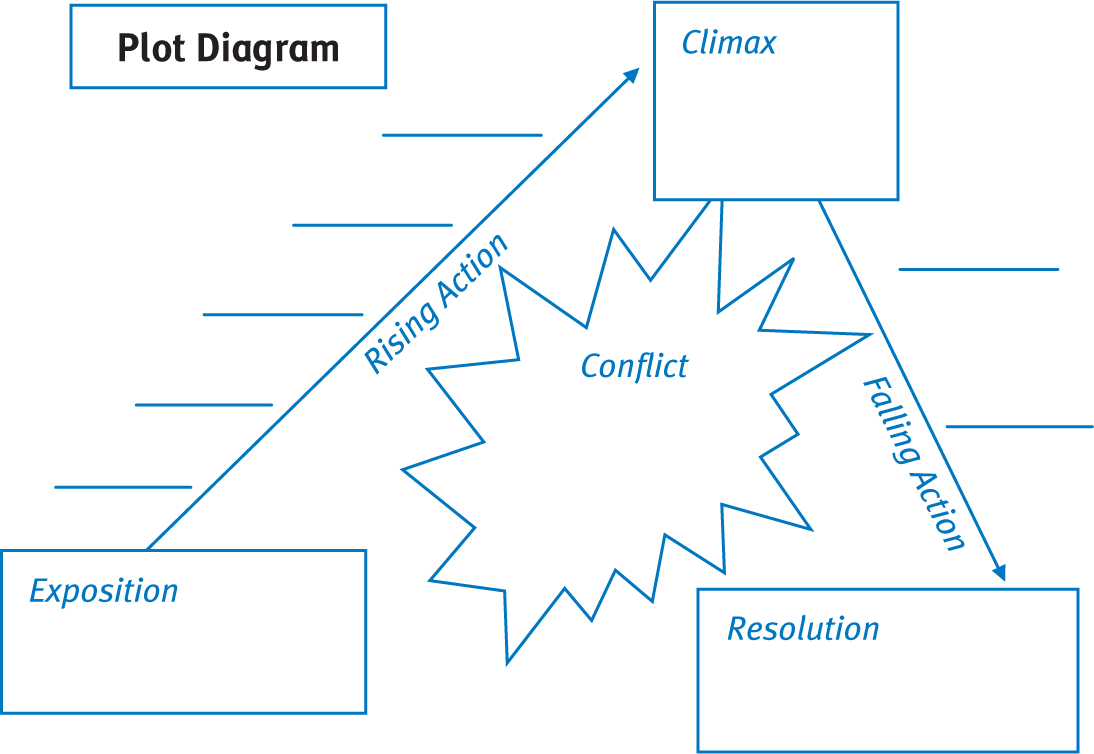 Plot Diagram
Climax
Rising Action
Conflict
Falling Action
Exposition
Resolution